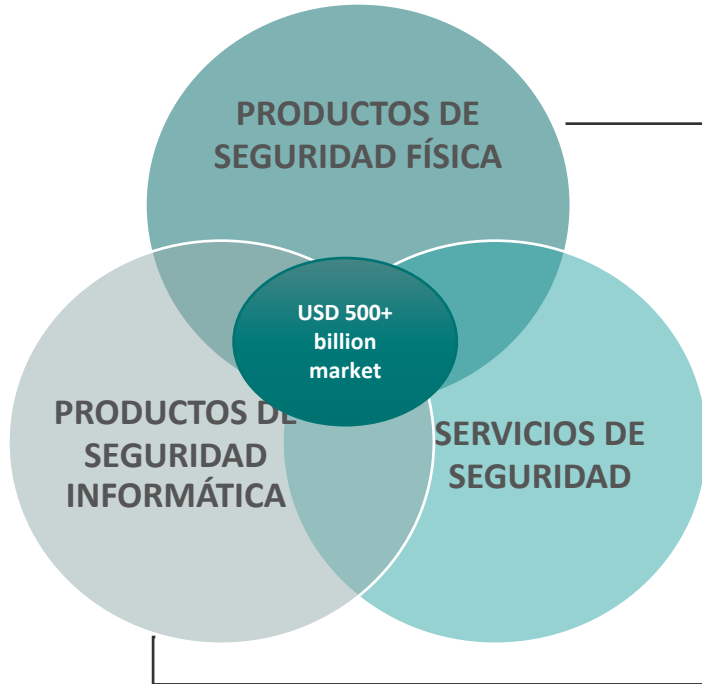 PRODUCTOS DE
SEGURIDAD FÍSICA
USD 500+
billion
market
PRODUCTOS DE
SEGURIDAD
INFORMÁTICA
SERVICIOS DE
SEGURIDAD